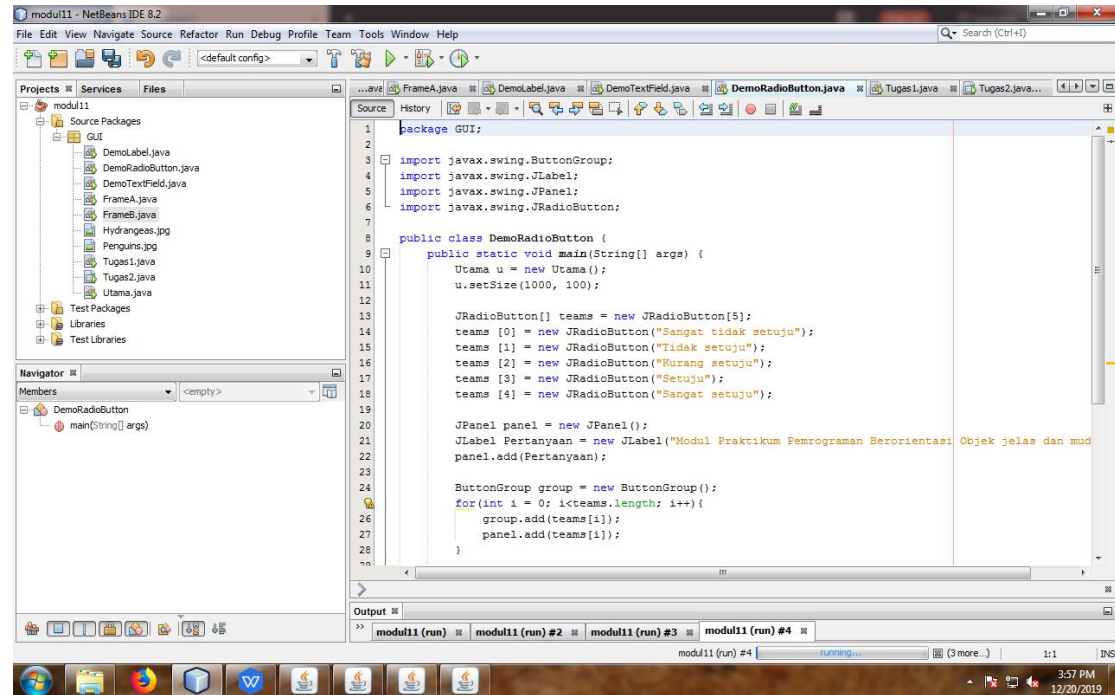 modul11 - NetBeans IDE 8.2
File Edit View Navigate Source Refactor Run Debug Profile Team Tools Window Help
Search (Ctrl+I)
<default config>
Projects Services Files
modul11
Source Packages
GUI
DemoLabel.java
DemoRadioButton.java
DemoTextField.java
FrameA.java
FrameB.java
Hydrangeas.jpg
Penguins.jpg
Tugas1.java
Tugas2.java
Utama.java
Test Packages
Libraries
Test Libraries
Navigator
Members <empty>
DemoRadioButton
main(String[] args)
...ava FrameA.java DemoLabel.java DemoTextField.java DemoRadioButton.java Tugas1.java Tugas2.java...
Source History
1 package GUI;
2
3 import javax.swing.ButtonGroup;
4 import javax.swing.JLabel;
5 import javax.swing.JPanel;
6 import javax.swing.JRadioButton;
7
8 public class DemoRadioButton {
9 public static void main(String[] args) {
10 Utama u = new Utama();
11 u.setSize(1000, 100);
12
13 JRadioButton[] teams = new JRadioButton[5];
14 teams [0] = new JRadioButton("Sangat tidak setuju");
15 teams [1] = new JRadioButton("Tidak setuju");
16 teams [2] = new JRadioButton("Kurang setuju");
17 teams [3] = new JRadioButton("Setuju");
18 teams [4] = new JRadioButton("Sangat setuju");
19
20 JPanel panel = new JPanel();
21 JLabel Pertanyaan = new JLabel("Modul Praktikum Pemrograman Berorientasi Objek jelas dan mud
22 panel.add(Pertanyaan);
23
24 ButtonGroup group = new ButtonGroup();
for(int i = 0; i<teams.length; i++){
26 group.add(teams[i]);
27 panel.add(teams[i]);
28 }
29
Output
modul11 (run) modul11 (run) #2 modul11 (run) #3 modul11 (run) #4
modul11 (run) #4 running... (3 more...) 1:1 INS
3:57 PM
12/20/2019